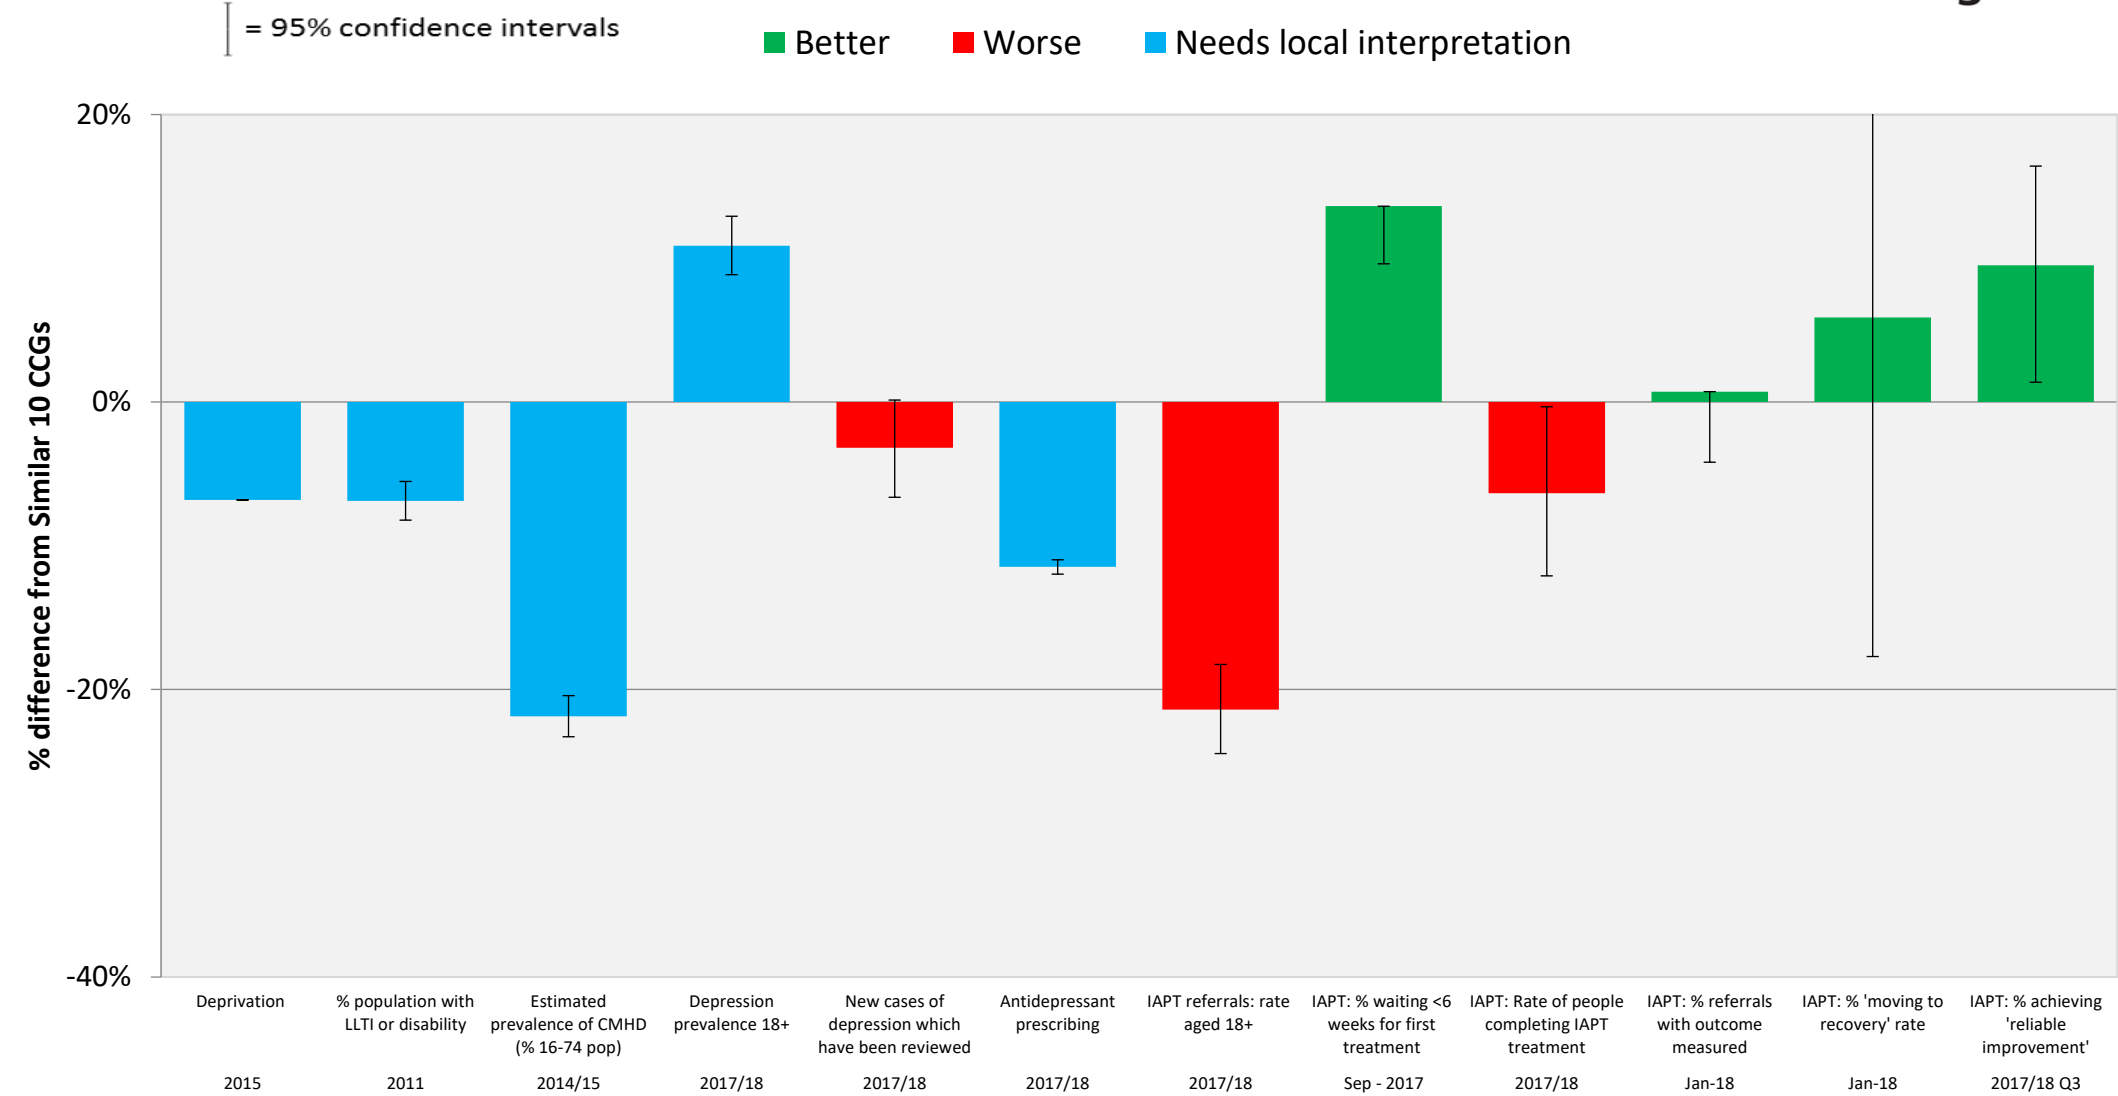 = 95% confidence intervals
Better
Worse
Needs local interpretation
20%
0%
-20%
-40%
% difference from Similar 10 CCGs
Deprivation
2015
% population with
LLTI or disability
2011
Estimated
prevalence of CMHD
(% 16-74 pop)
2014/15
Depression
prevalence 18+
2017/18
New cases of
depression which
have been reviewed
2017/18
Antidepressant
prescribing
2017/18
IAPT referrals: rate
aged 18+
2017/18
IAPT: % waiting <6
weeks for first
treatment
Sep - 2017
IAPT: Rate of people
completing IAPT
treatment
2017/18
IAPT: % referrals
with outcome
measured
Jan-18
IAPT: % 'moving to
recovery' rate
Jan-18
IAPT: % achieving
'reliable
improvement'
2017/18 Q3